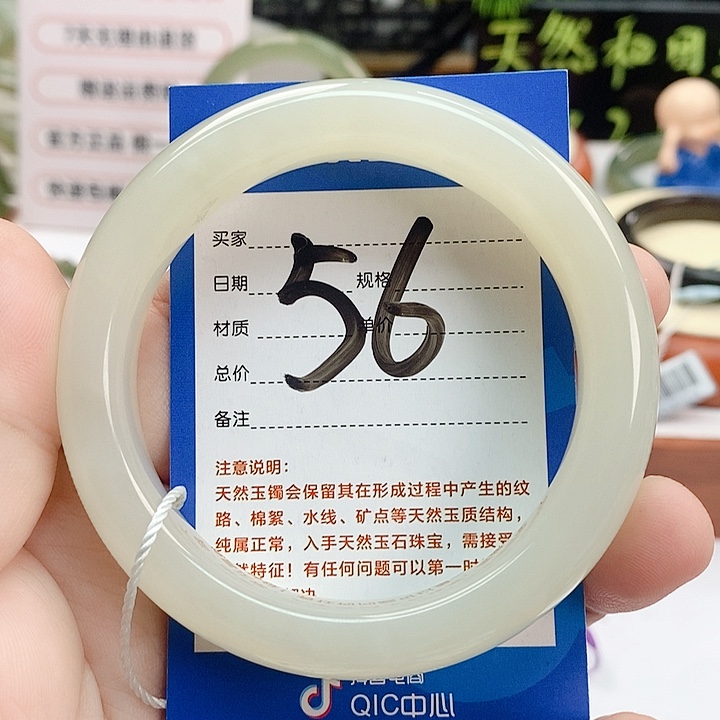 天然和田
买家
56
日期 规格
材质 单价
总价
备注
注意说明：
天然玉镯会保留其在形成过程中产生的纹
路、棉絮、水线、矿点等天然玉质结构，
纯属正常，入手天然玉石珠宝，需接受
特征！有任何问题可以第一时
抖音电商
QIC中心